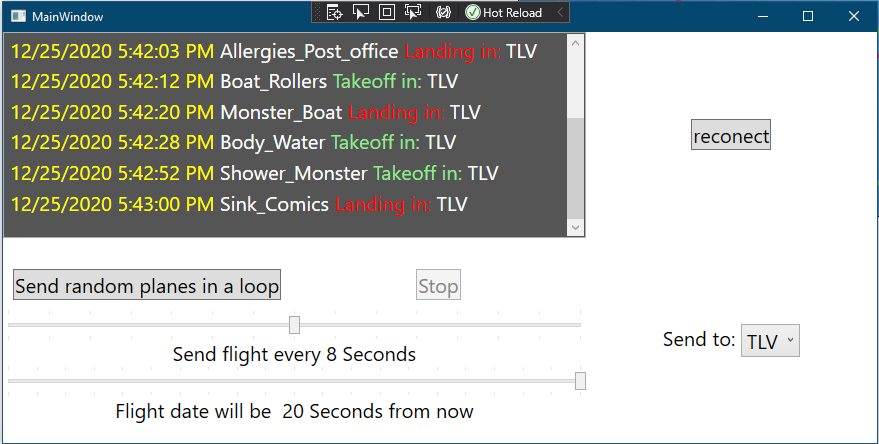 MainWindow
Hot Reload
12/25/2020 5:42:03 PM Allergies_Post_office Landing in: TLV
12/25/2020 5:42:12 PM Boat_Rollers Takeoff in: TLV
12/25/2020 5:42:20 PM Monster_Boat Landing in: TLV
12/25/2020 5:42:28 PM Body_Water Takeoff in: TLV
12/25/2020 5:42:52 PM Shower_Monster Takeoff in: TLV
12/25/2020 5:43:00 PM Sink_Comics Landing in: TLV
reconect
Send random planes in a loop
Stop
Send flight every 8 Seconds
Send to: TLV
Flight date will be  20 Seconds from now